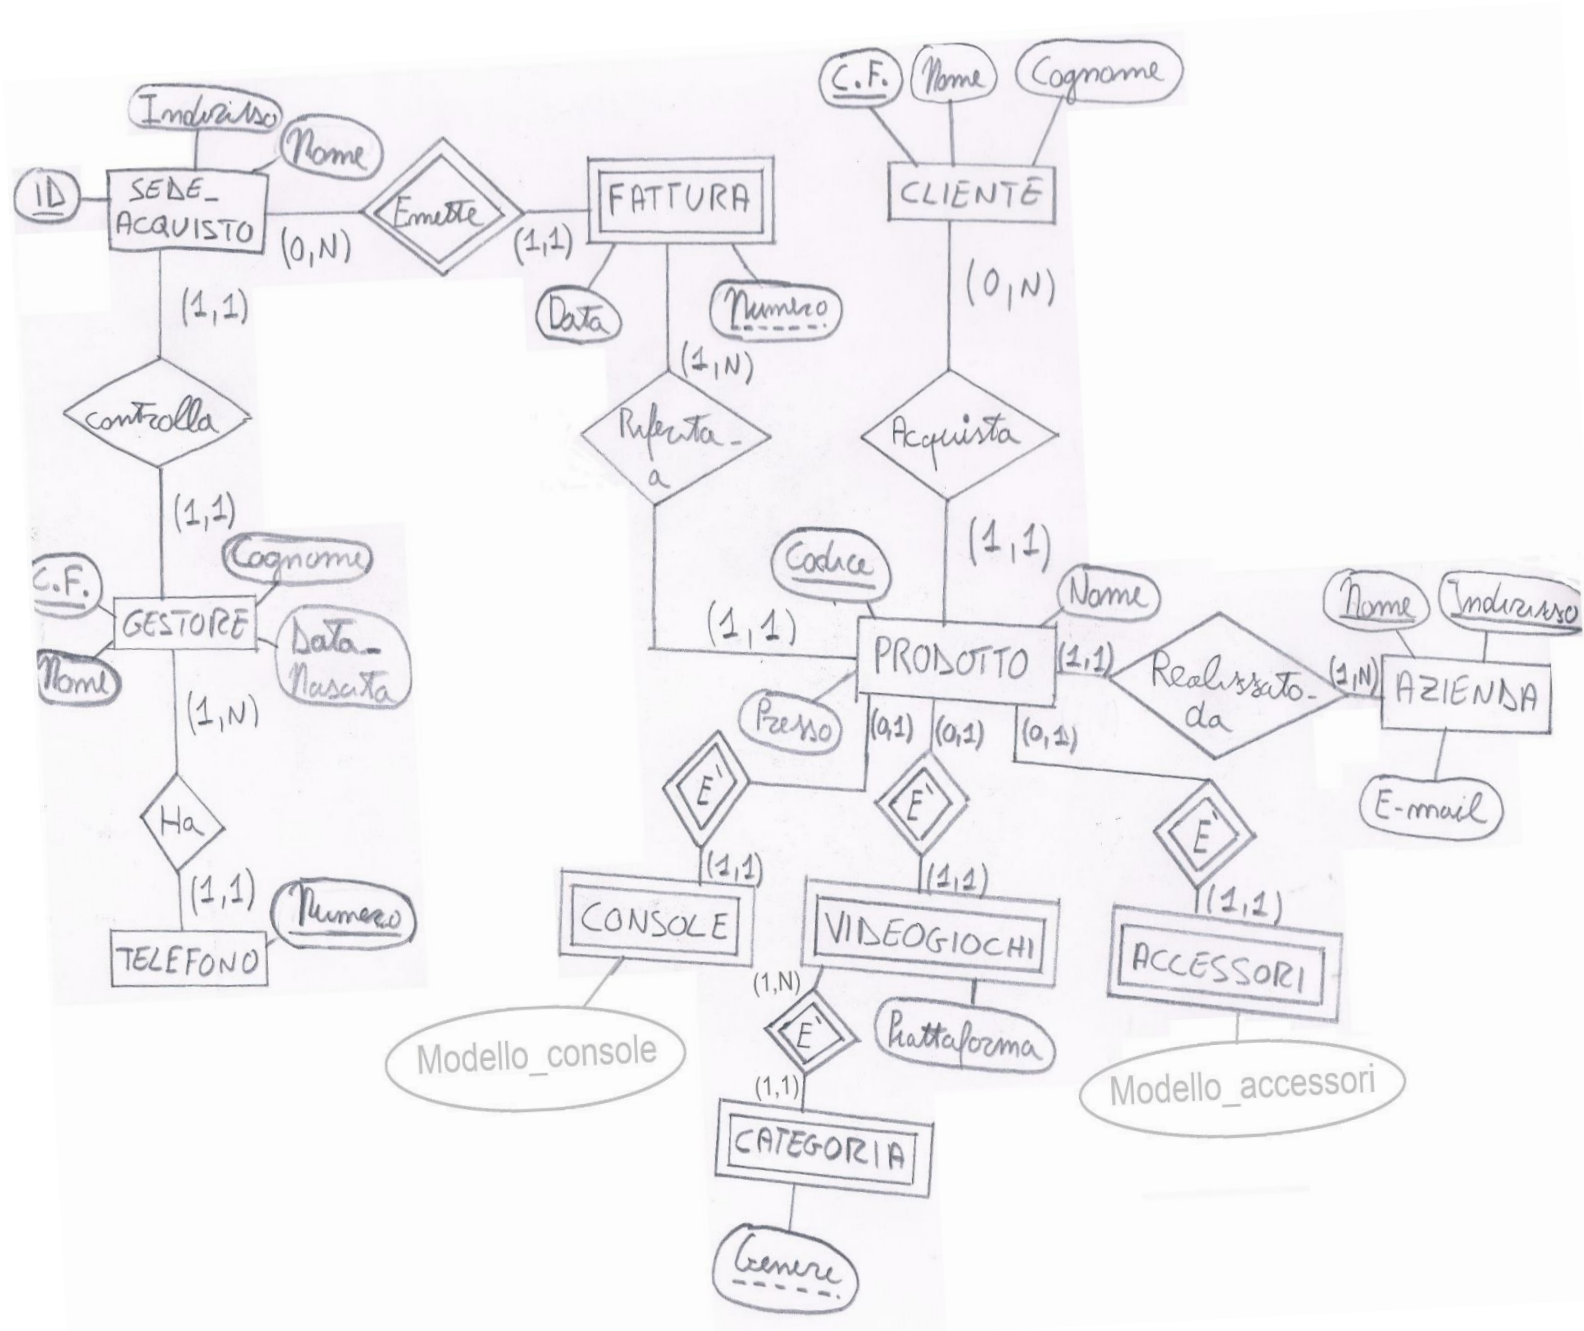 C.F.
Nome
Cognome
Indirizzo
Nome
ID
SEDE_
ACQUISTO
Emette
FATTURA
CLIENTE
(0,N)
(1,1)
(0,N)
(1,1)
Data
Numero
(1,N)
controlla
Riferita_
a
Acquista
(1,1)
(1,1)
Cognome
C.F.
Codice
Nome
Nome
Indirizzo
GESTORE
Data_
Nascita
(1,1)
PRODOTTO
(1,1)
Realizzato_
da
(1,N)
AZIENDA
Nome
(1,N)
Prezzo
(0,1)
(0,1)
(0,1)
E'
E'
E'
E-mail
Ha
(1,1)
(1,1)
(1,1)
(1,1)
Numero
CONSOLE
VIDEOGIOCHI
ACCESSORI
TELEFONO
(1,N)
E'
Piattaforma
Modello_console
Modello_accessori
(1,1)
CATEGORIA
Genere